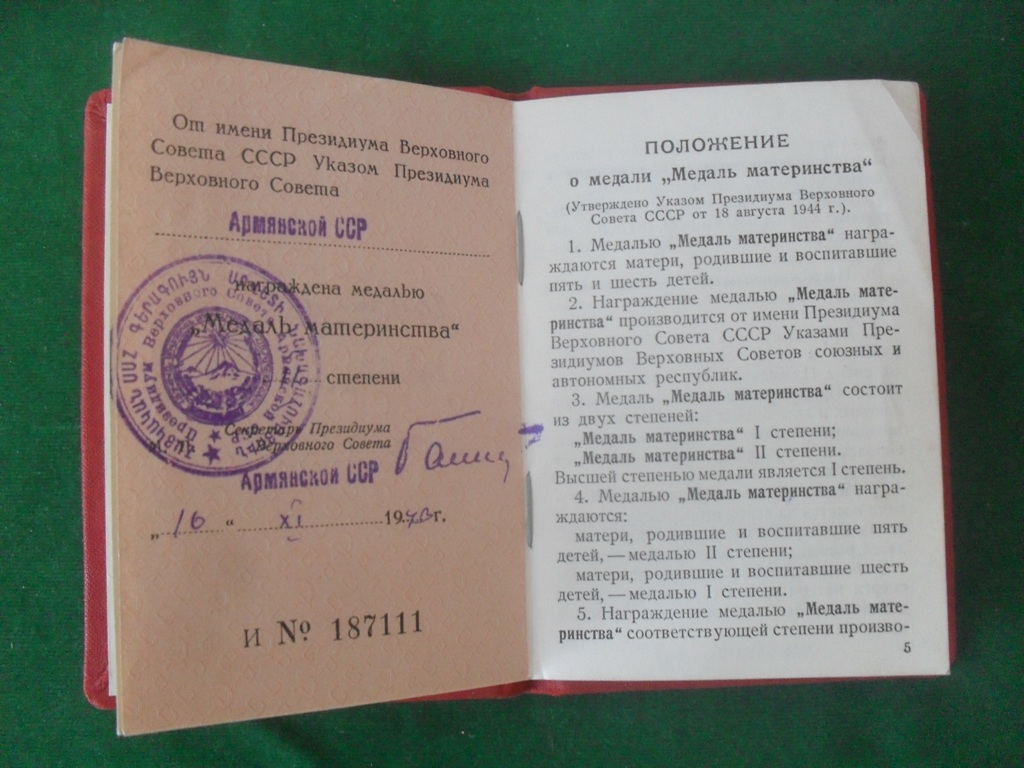 От имени Президиума Верховного
Совета СССР Указом Президиума
Верховного Совета
Армянской ССР
награждена медалью
„Медаль материнства“
степени
Секретарь Президиума
Верховного Совета
Армянской ССР
„16“ XI 197 г.
И № 187111
ПОЛОЖЕНИЕ
о медали „Медаль материнства“
(Утверждено Указом Президиума Верховного
Совета СССР от 18 августа 1944 г.).
1. Медалью „Медаль материнства“ награ-
ждаются матери, родившие и воспитавшие
пять и шесть детей.
2. Награждение медалью „Медаль мате-
ринства“ производится от имени Президиума
Верховного Совета СССР Указами Пре-
зидиумов Верховных Советов союзных и
автономных республик.
3. Медаль „Медаль материнства“ состоит
из двух степеней:
„Медаль материнства“ I степени;
„Медаль материнства“ II степени.
Высшей степенью медали является I степень.
4. Медалью „Медаль материнства“ награ-
ждаются:
матери, родившие и воспитавшие пять
детей, — медалью II степени;
матери, родившие и воспитавшие шесть
детей, — медалью I степени.
5. Награждение медалью „Медаль мате-
ринства“ соответствующей степени произво-
5